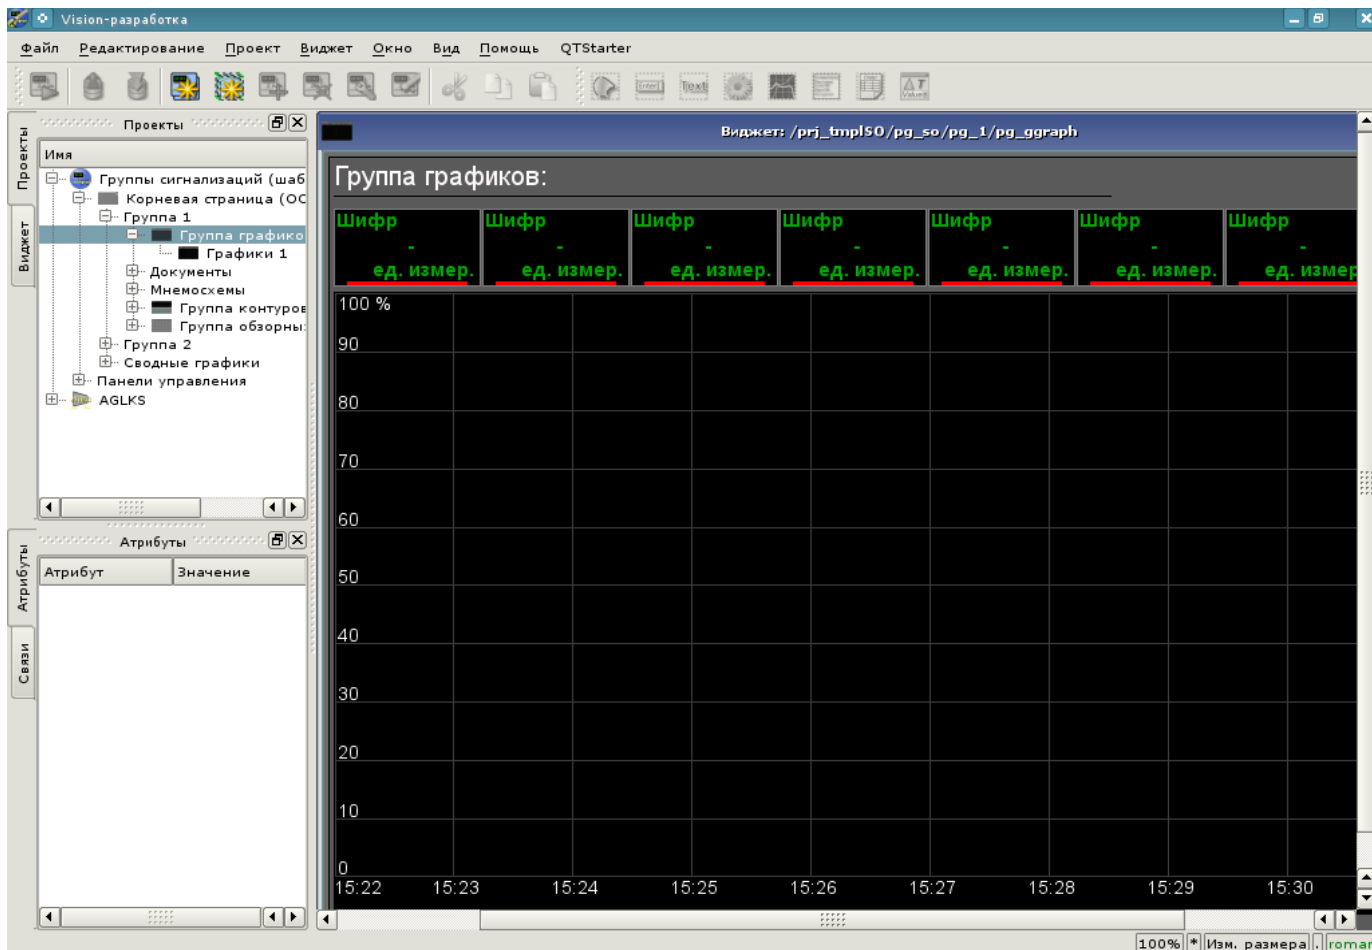 Vision-разработка
Файл Редактирование Проект Виджет Окно Вид Помощь QTStarter
Проекты
Виджет
Проекты
Имя
Группы сигнализаций (шаб
Корневая страница (ОС
Группа 1
Группа графико
Графики 1
Документы
Мнемосхемы
Группа контуров
Группа обзорны
Группа 2
Сводные графики
Панели управления
AGLKS
Атрибуты
Связи
Атрибуты
Атрибут Значение
Виджет: /prj_tmplSO/pg_so/pg_1/pg_ggraph
Группа графиков:
Шифр Шифр Шифр Шифр Шифр Шифр Шифр
- - - - - - -
ед. измер. ед. измер. ед. измер. ед. измер. ед. измер. ед. измер. ед. измер
100 %
90
80
70
60
50
40
30
20
10
0
15:22 15:23 15:24 15:25 15:26 15:27 15:28 15:29 15:30
100% * Изм. размера . roman